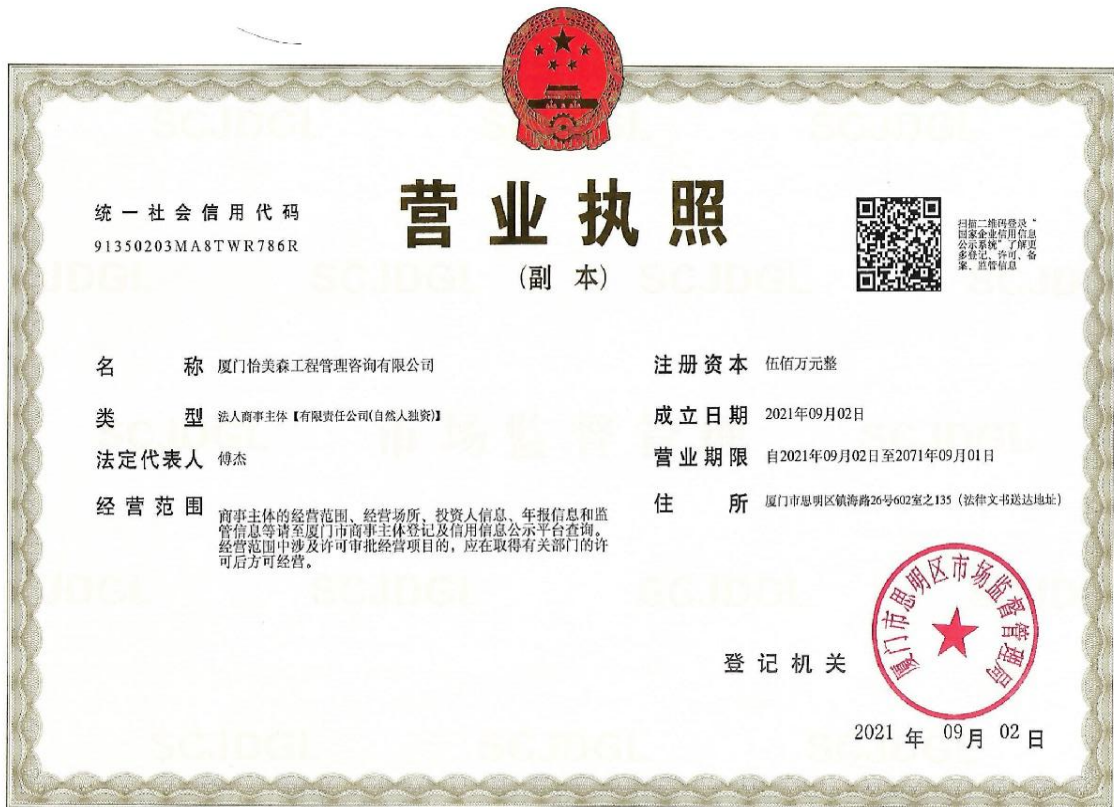 统一社会信用代码
91350203MA8TWR786R
营业执照
(副 本)
扫描二维码登录“
国家企业信用信息
公示系统”了解更
多登记、许可、备
案、监管信息
名 称 厦门怡美森工程管理咨询有限公司
类 型 法人商事主体【有限责任公司(自然人独资)】
法定代表人 傅杰
经营范围 商事主体的经营范围、经营场所、投资人信息、年报信息和监
管信息等请至厦门市商事主体登记及信用信息公示平台查询。
经营范围中涉及许可审批经营项目的，应在取得有关部门的许
可后方可经营。
注册资本 伍佰万元整
成立日期 2021年09月02日
营业期限 自2021年09月02日至2071年09月01日
住 所 厦门市思明区镇海路26号602室之135（法律文书送达地址）
登记机关
厦门市思明区市场监督管理局
2021 年 09月 02 日
SCJDGL
市场监督管